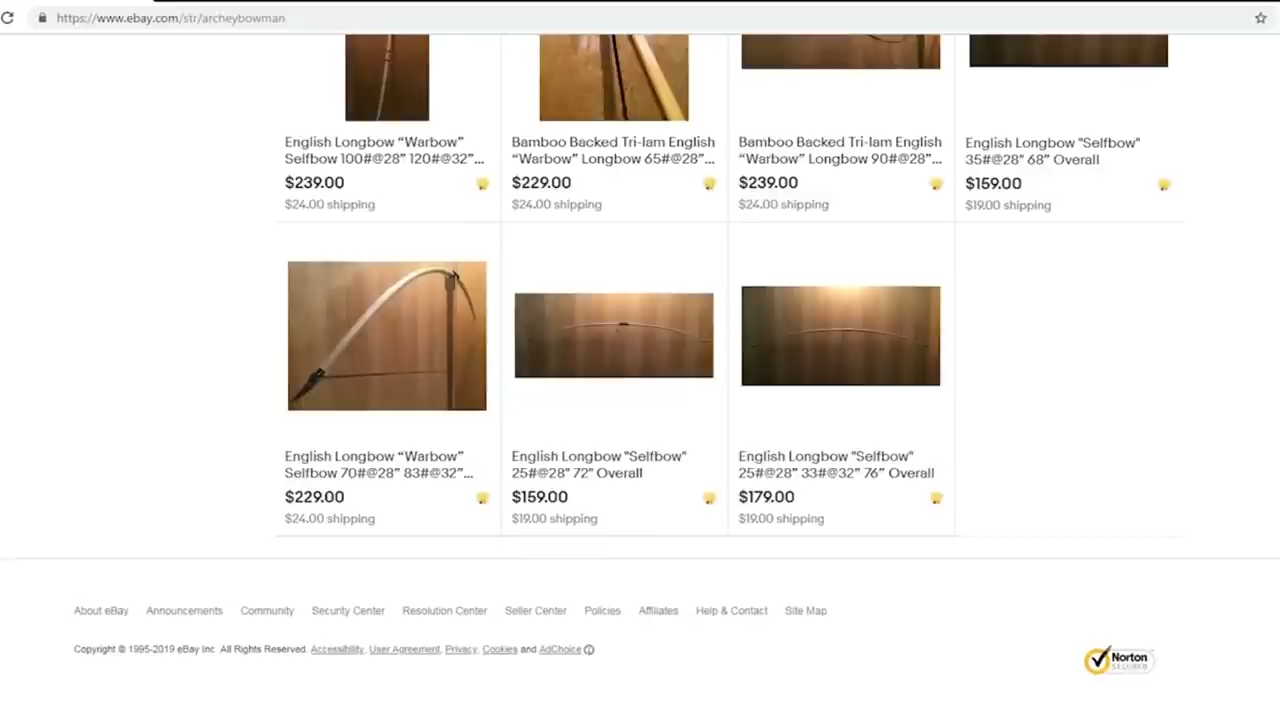 https://www.ebay.com/str/archeybowman
English Longbow “Warbow”
Selfbow 100#@28” 120#@32”...
$239.00
$24.00 shipping
Bamboo Backed Tri-lam English
“Warbow” Longbow 65#@28”...
$229.00
$24.00 shipping
Bamboo Backed Tri-lam English
“Warbow” Longbow 90#@28”...
$239.00
$24.00 shipping
English Longbow "Selfbow"
35#@28” 68” Overall
$159.00
$19.00 shipping
English Longbow “Warbow”
Selfbow 70#@28” 83#@32”...
$229.00
$24.00 shipping
English Longbow "Selfbow"
25#@28" 72" Overall
$159.00
$19.00 shipping
English Longbow "Selfbow"
25#@28” 33#@32” 76” Overall
$179.00
$19.00 shipping
About eBay Announcements Community Security Center Resolution Center Seller Center Policies Affiliates Help & Contact Site Map
Copyright © 1995-2019 eBay Inc. All Rights Reserved. Accessibility, User Agreement, Privacy, Cookies and AdChoice
Norton
SECURED